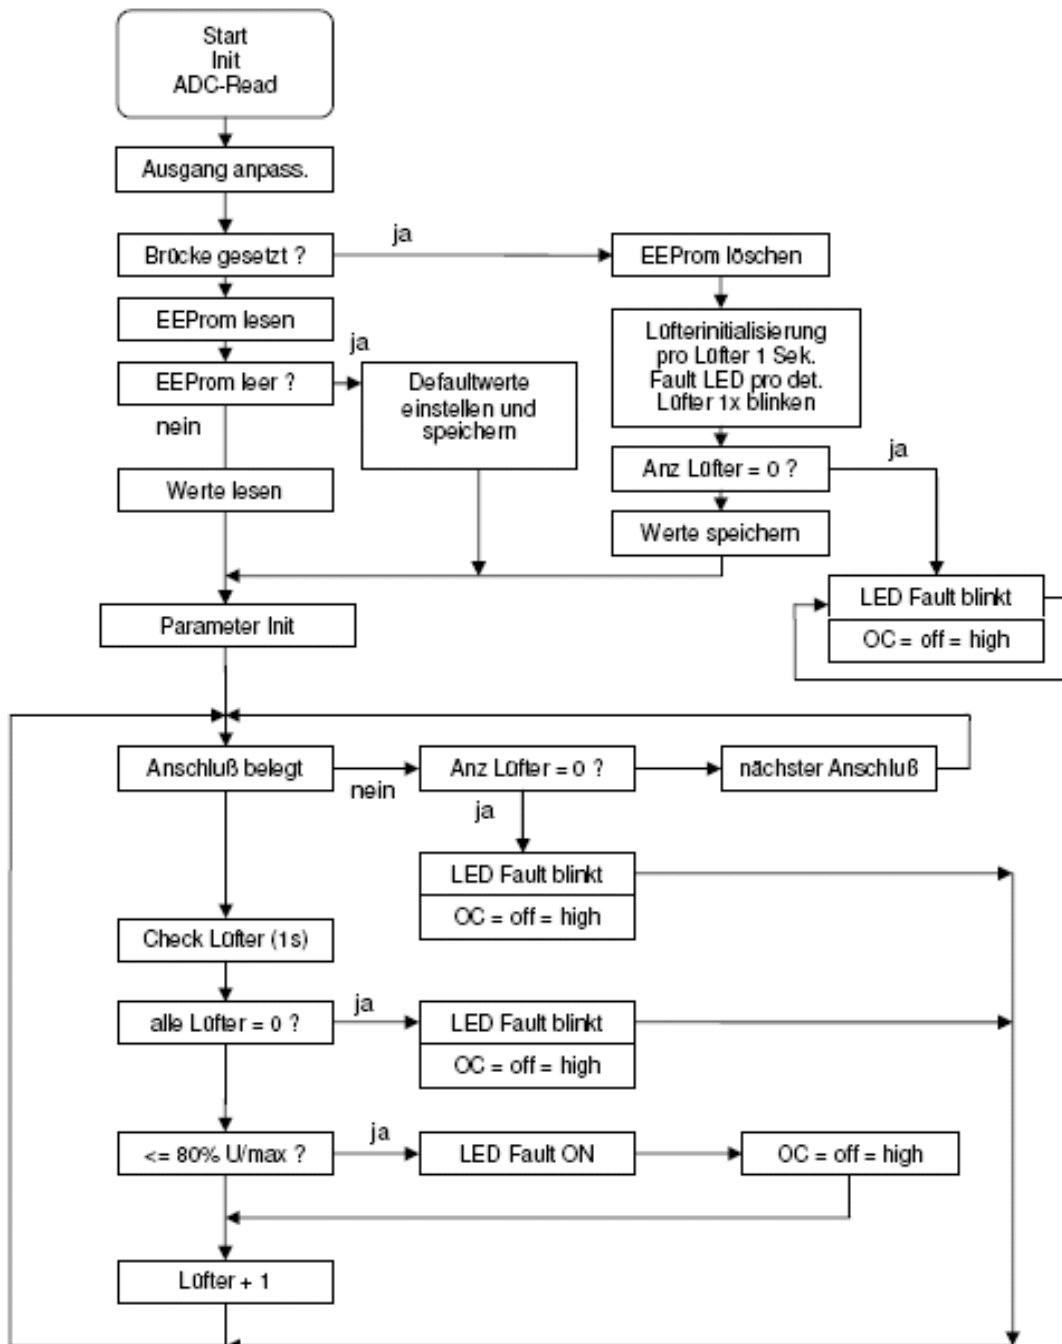 Start
Init
ADC-Read
Ausgang anpass.
Brücke gesetzt ?
ja
EEProm löschen
EEProm lesen
Lüfterinitialisierung
pro Lüfter 1 Sek.
Fault LED pro det.
Lüfter 1x blinken
EEProm leer ?
ja
nein
Defaultwerte
einstellen und
speichern
Anz Lüfter = 0 ?
ja
Werte lesen
Werte speichern
LED Fault blinkt
OC = off = high
Parameter Init
Anschluß belegt
nein
Anz Lüfter = 0 ?
nächster Anschluß
ja
LED Fault blinkt
OC = off = high
Check Lüfter (1s)
alle Lüfter = 0 ?
ja
LED Fault blinkt
OC = off = high
<= 80% U/max ?
ja
LED Fault ON
OC = off = high
Lüfter + 1